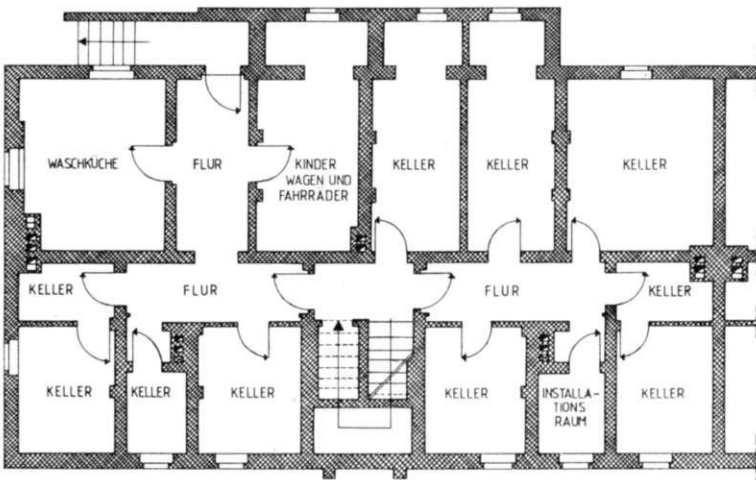 WASCHKÜCHE
FLUR
KINDER
WAGEN UND
FAHRRÄDER
KELLER
KELLER
KELLER
KELLER
FLUR
FLUR
KELLER
KELLER
KELLER
KELLER
KELLER
INSTALLA-
TIONS
RAUM
KELLER